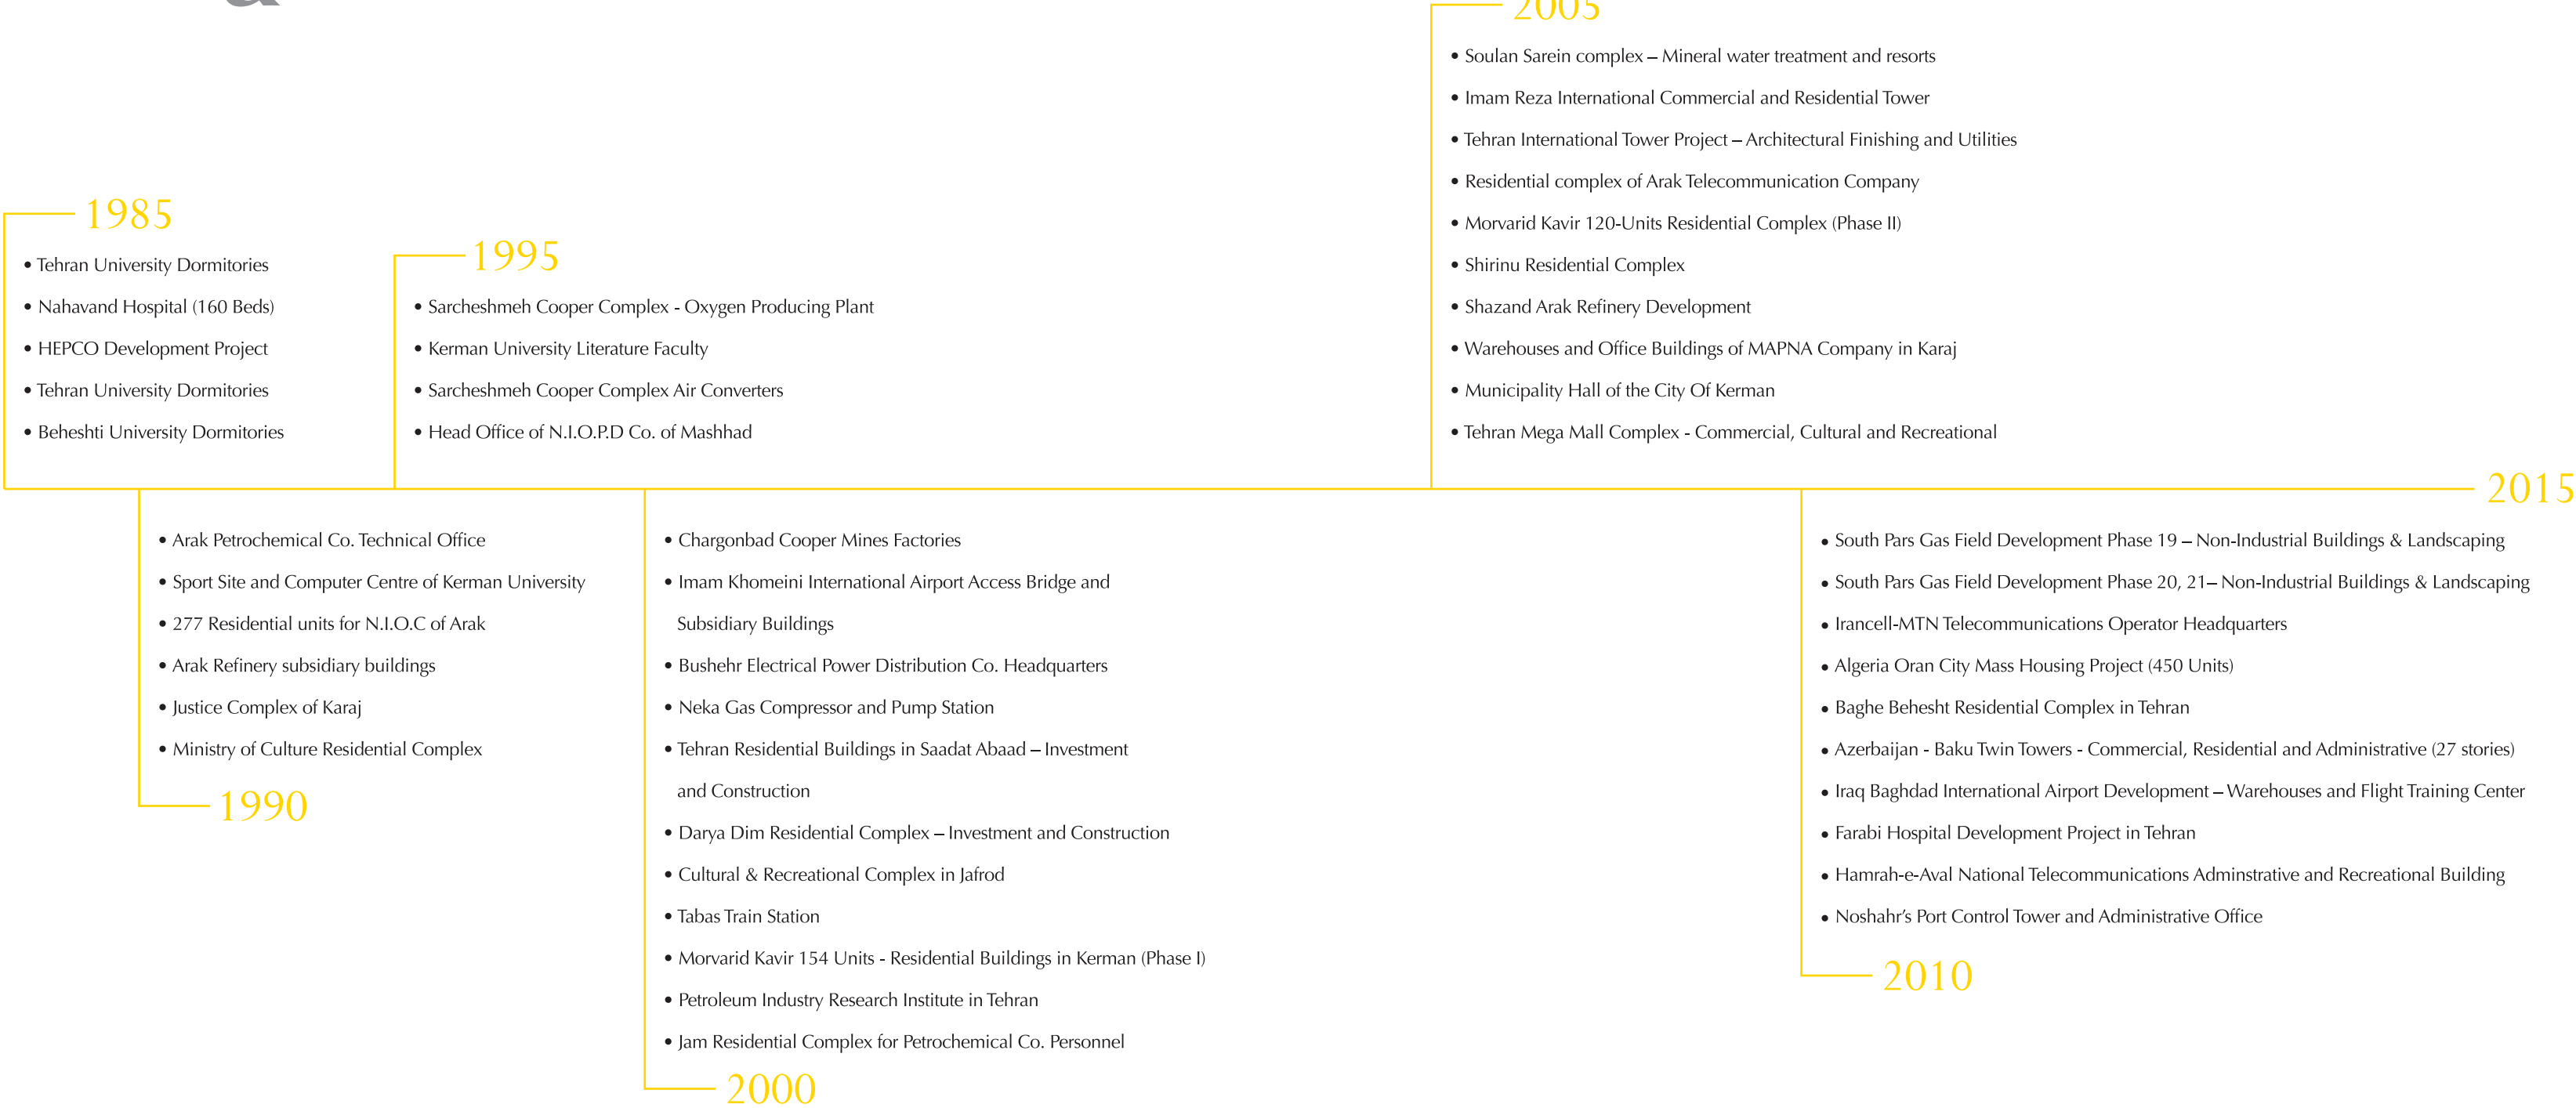 &
1985
• Tehran University Dormitories
• Nahavand Hospital (160 Beds)
• HEPCO Development Project
• Tehran University Dormitories
• Beheshti University Dormitories
• Arak Petrochemical Co. Technical Office
• Sport Site and Computer Centre of Kerman University
• 277 Residential units for N.I.O.C of Arak
• Arak Refinery subsidiary buildings
• Justice Complex of Karaj
• Ministry of Culture Residential Complex
1990
1995
• Sarcheshmeh Cooper Complex - Oxygen Producing Plant
• Kerman University Literature Faculty
• Sarcheshmeh Cooper Complex Air Converters
• Head Office of N.I.O.P.D Co. of Mashhad
• Chargonbad Cooper Mines Factories
• Imam Khomeini International Airport Access Bridge and
Subsidiary Buildings
• Bushehr Electrical Power Distribution Co. Headquarters
• Neka Gas Compressor and Pump Station
• Tehran Residential Buildings in Saadat Abaad – Investment
and Construction
• Darya Dim Residential Complex – Investment and Construction
• Cultural & Recreational Complex in Jafrod
• Tabas Train Station
• Morvarid Kavir 154 Units - Residential Buildings in Kerman (Phase I)
• Petroleum Industry Research Institute in Tehran
• Jam Residential Complex for Petrochemical Co. Personnel
2000
2005
• Soulan Sarein complex – Mineral water treatment and resorts
• Imam Reza International Commercial and Residential Tower
• Tehran International Tower Project – Architectural Finishing and Utilities
• Residential complex of Arak Telecommunication Company
• Morvarid Kavir 120-Units Residential Complex (Phase II)
• Shirinu Residential Complex
• Shazand Arak Refinery Development
• Warehouses and Office Buildings of MAPNA Company in Karaj
• Municipality Hall of the City Of Kerman
• Tehran Mega Mall Complex - Commercial, Cultural and Recreational
• South Pars Gas Field Development Phase 19 – Non-Industrial Buildings & Landscaping
• South Pars Gas Field Development Phase 20, 21– Non-Industrial Buildings & Landscaping
• Irancell-MTN Telecommunications Operator Headquarters
• Algeria Oran City Mass Housing Project (450 Units)
• Baghe Behesht Residential Complex in Tehran
• Azerbaijan - Baku Twin Towers - Commercial, Residential and Administrative (27 stories)
• Iraq Baghdad International Airport Development – Warehouses and Flight Training Center
• Farabi Hospital Development Project in Tehran
• Hamrah-e-Aval National Telecommunications Adminstrative and Recreational Building
• Noshahr’s Port Control Tower and Administrative Office
2010
2015